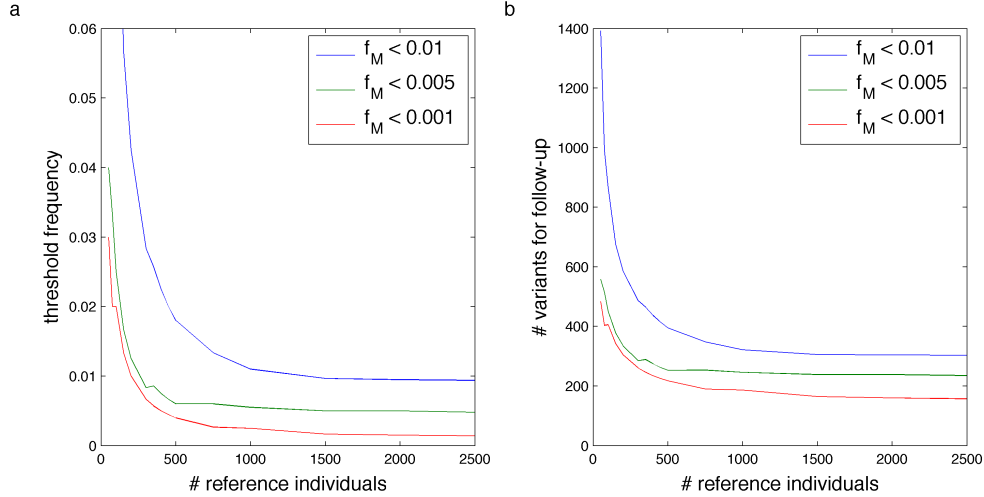 a
threshold frequency
0.06
0.05
0.04
0.03
0.02
0.01
0
0 500 1000 1500 2000 2500
# reference individuals
f_M < 0.01
f_M < 0.005
f_M < 0.001
b
# variants for follow-up
1400
1200
1000
800
600
400
200
0
0 500 1000 1500 2000 2500
# reference individuals
f_M < 0.01
f_M < 0.005
f_M < 0.001